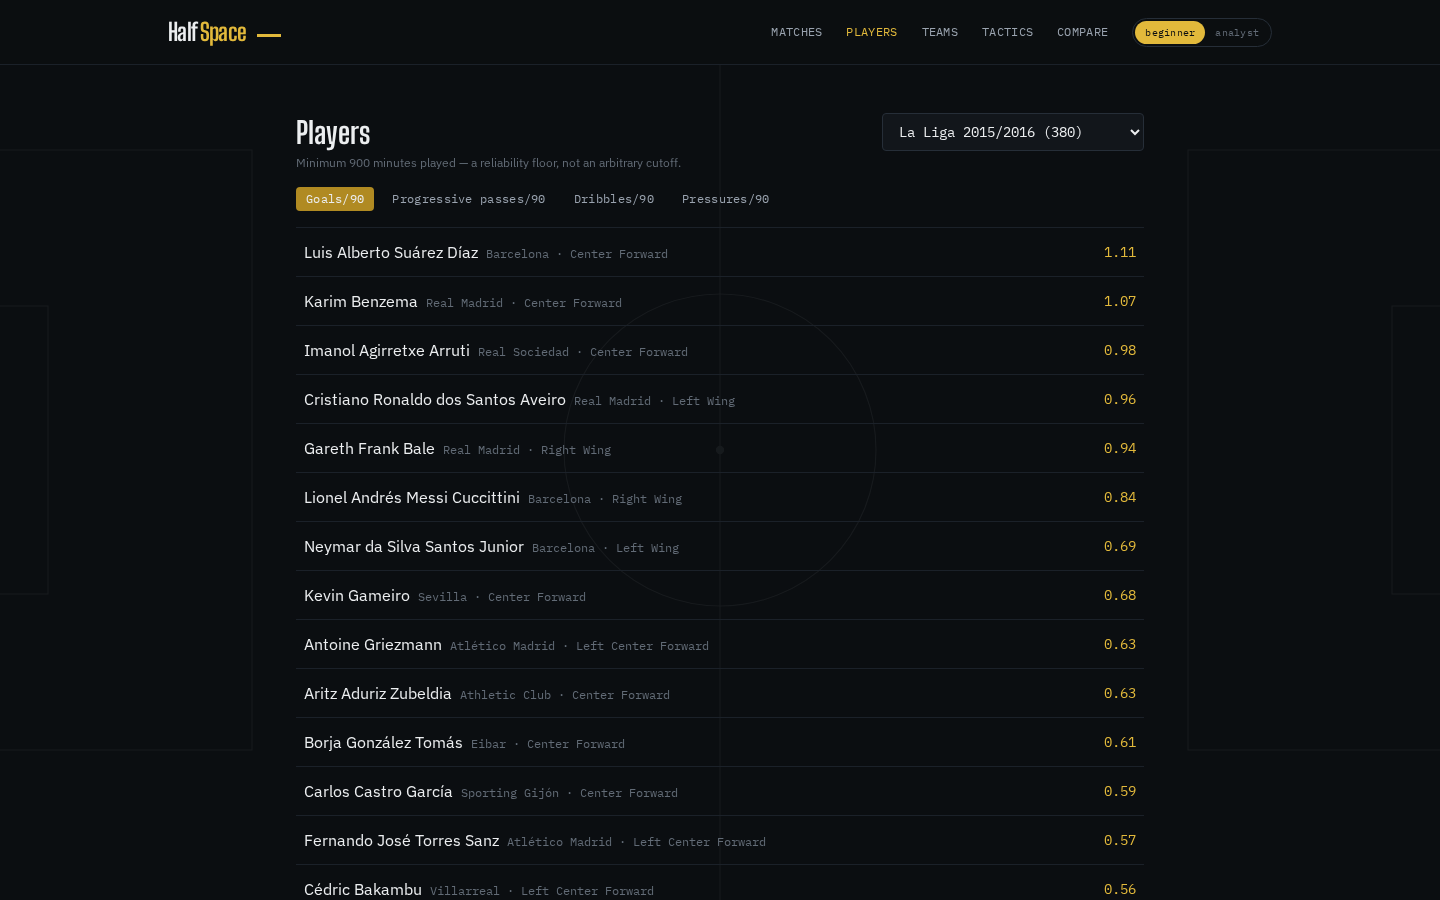 HalfSpace
MATCHES PLAYERS TEAMS TACTICS COMPARE beginner analyst
Players
La Liga 2015/2016 (380)
Minimum 900 minutes played — a reliability floor, not an arbitrary cutoff.
Goals/90 Progressive passes/90 Dribbles/90 Pressures/90
Luis Alberto Suárez Díaz Barcelona · Center Forward 1.11
Karim Benzema Real Madrid · Center Forward 1.07
Imanol Agirretxe Arruti Real Sociedad · Center Forward 0.98
Cristiano Ronaldo dos Santos Aveiro Real Madrid · Left Wing 0.96
Gareth Frank Bale Real Madrid · Right Wing 0.94
Lionel Andrés Messi Cuccittini Barcelona · Right Wing 0.84
Neymar da Silva Santos Junior Barcelona · Left Wing 0.69
Kevin Gameiro Sevilla · Center Forward 0.68
Antoine Griezmann Atlético Madrid · Left Center Forward 0.63
Aritz Aduriz Zubeldia Athletic Club · Center Forward 0.63
Borja González Tomás Eibar · Center Forward 0.61
Carlos Castro García Sporting Gijón · Center Forward 0.59
Fernando José Torres Sanz Atlético Madrid · Left Center Forward 0.57
Cédric Bakambu Villarreal · Left Center Forward 0.56